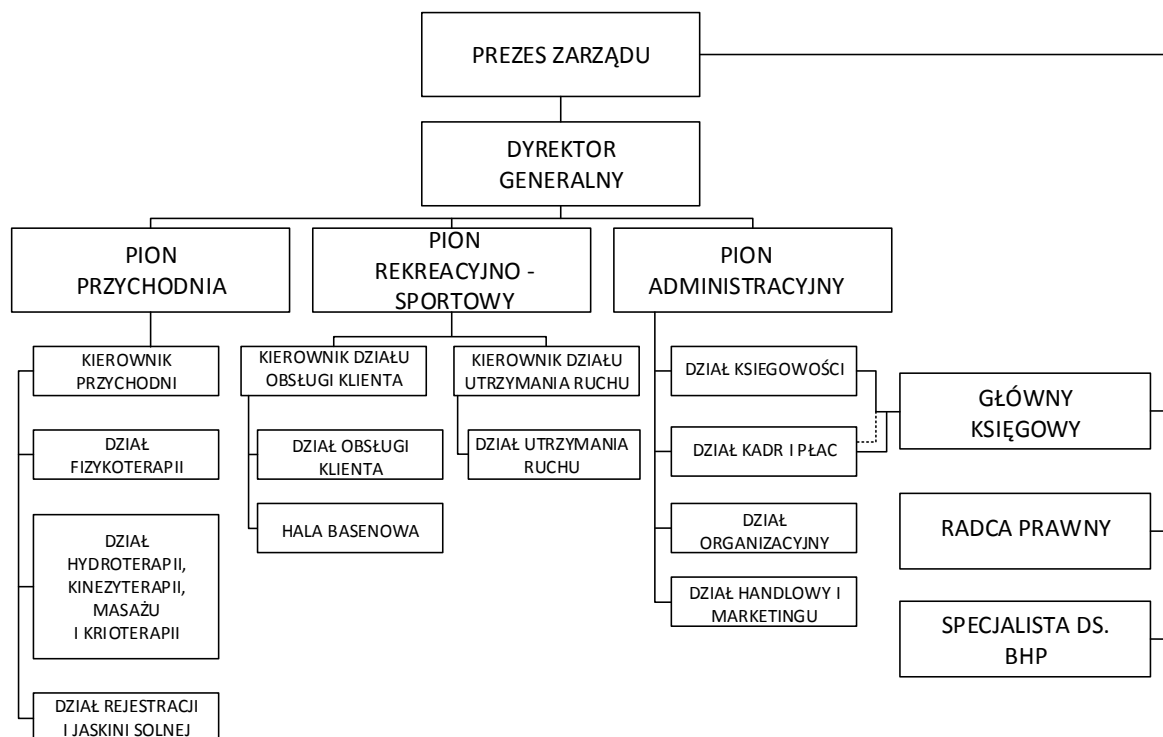 PREZES ZARZĄDU
DYREKTOR
GENERALNY
PION
PRZYCHODNIA
PION
REKREACYJNO -
SPORTOWY
PION
ADMINISTRACYJNY
KIEROWNIK
PRZYCHODNI
DZIAŁ
FIZYKOTERAPII
DZIAŁ
HYDROTERAPII,
KINEZYTERAPII,
MASAŻU
I KRIOTERAPII
DZIAŁ REJESTRACJI
I JASKINI SOLNEJ
KIEROWNIK DZIAŁU
OBSŁUGI KLIENTA
DZIAŁ OBSŁUGI
KLIENTA
HALA BASENOWA
KIEROWNIK DZIAŁU
UTRZYMANIA RUCHU
DZIAŁ UTRZYMANIA
RUCHU
DZIAŁ KSIEGOWOŚCI
DZIAŁ KADR I PŁAC
DZIAŁ
ORGANIZACYJNY
DZIAŁ HANDLOWY I
MARKETINGU
GŁÓWNY
KSIĘGOWY
RADCA PRAWNY
SPECJALISTA DS.
BHP